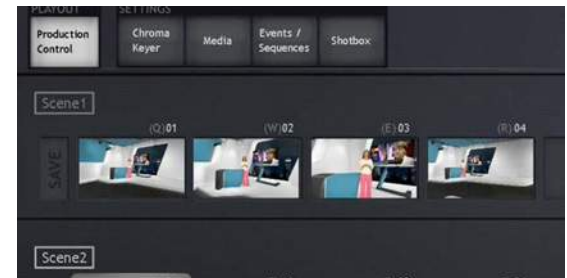 PLAYOUT
SETTINGS
Production
Control
Chroma
Keyer
Media
Events /
Sequences
Shotbox
Scene1
(Q)01
(W)02
(E)03
(R)04
SAVE
Scene2